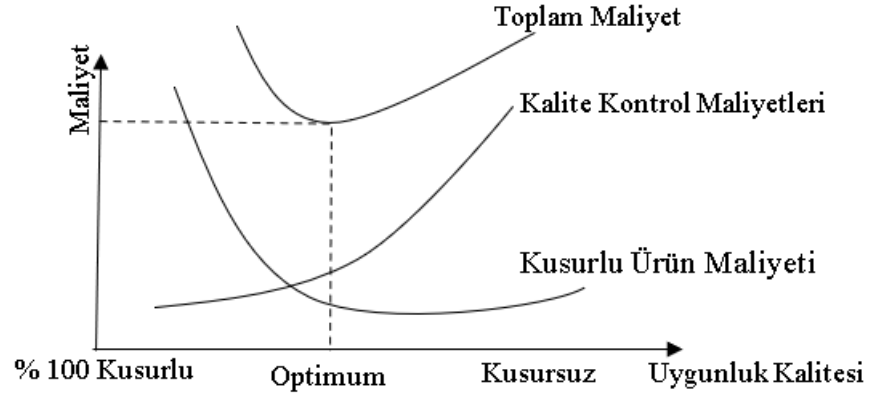 Toplam Maliyet
Maliyet
Kalite Kontrol Maliyetleri
Kusurlu Ürün Maliyeti
% 100 Kusurlu
Optimum
Kusursuz
Uygunluk Kalitesi